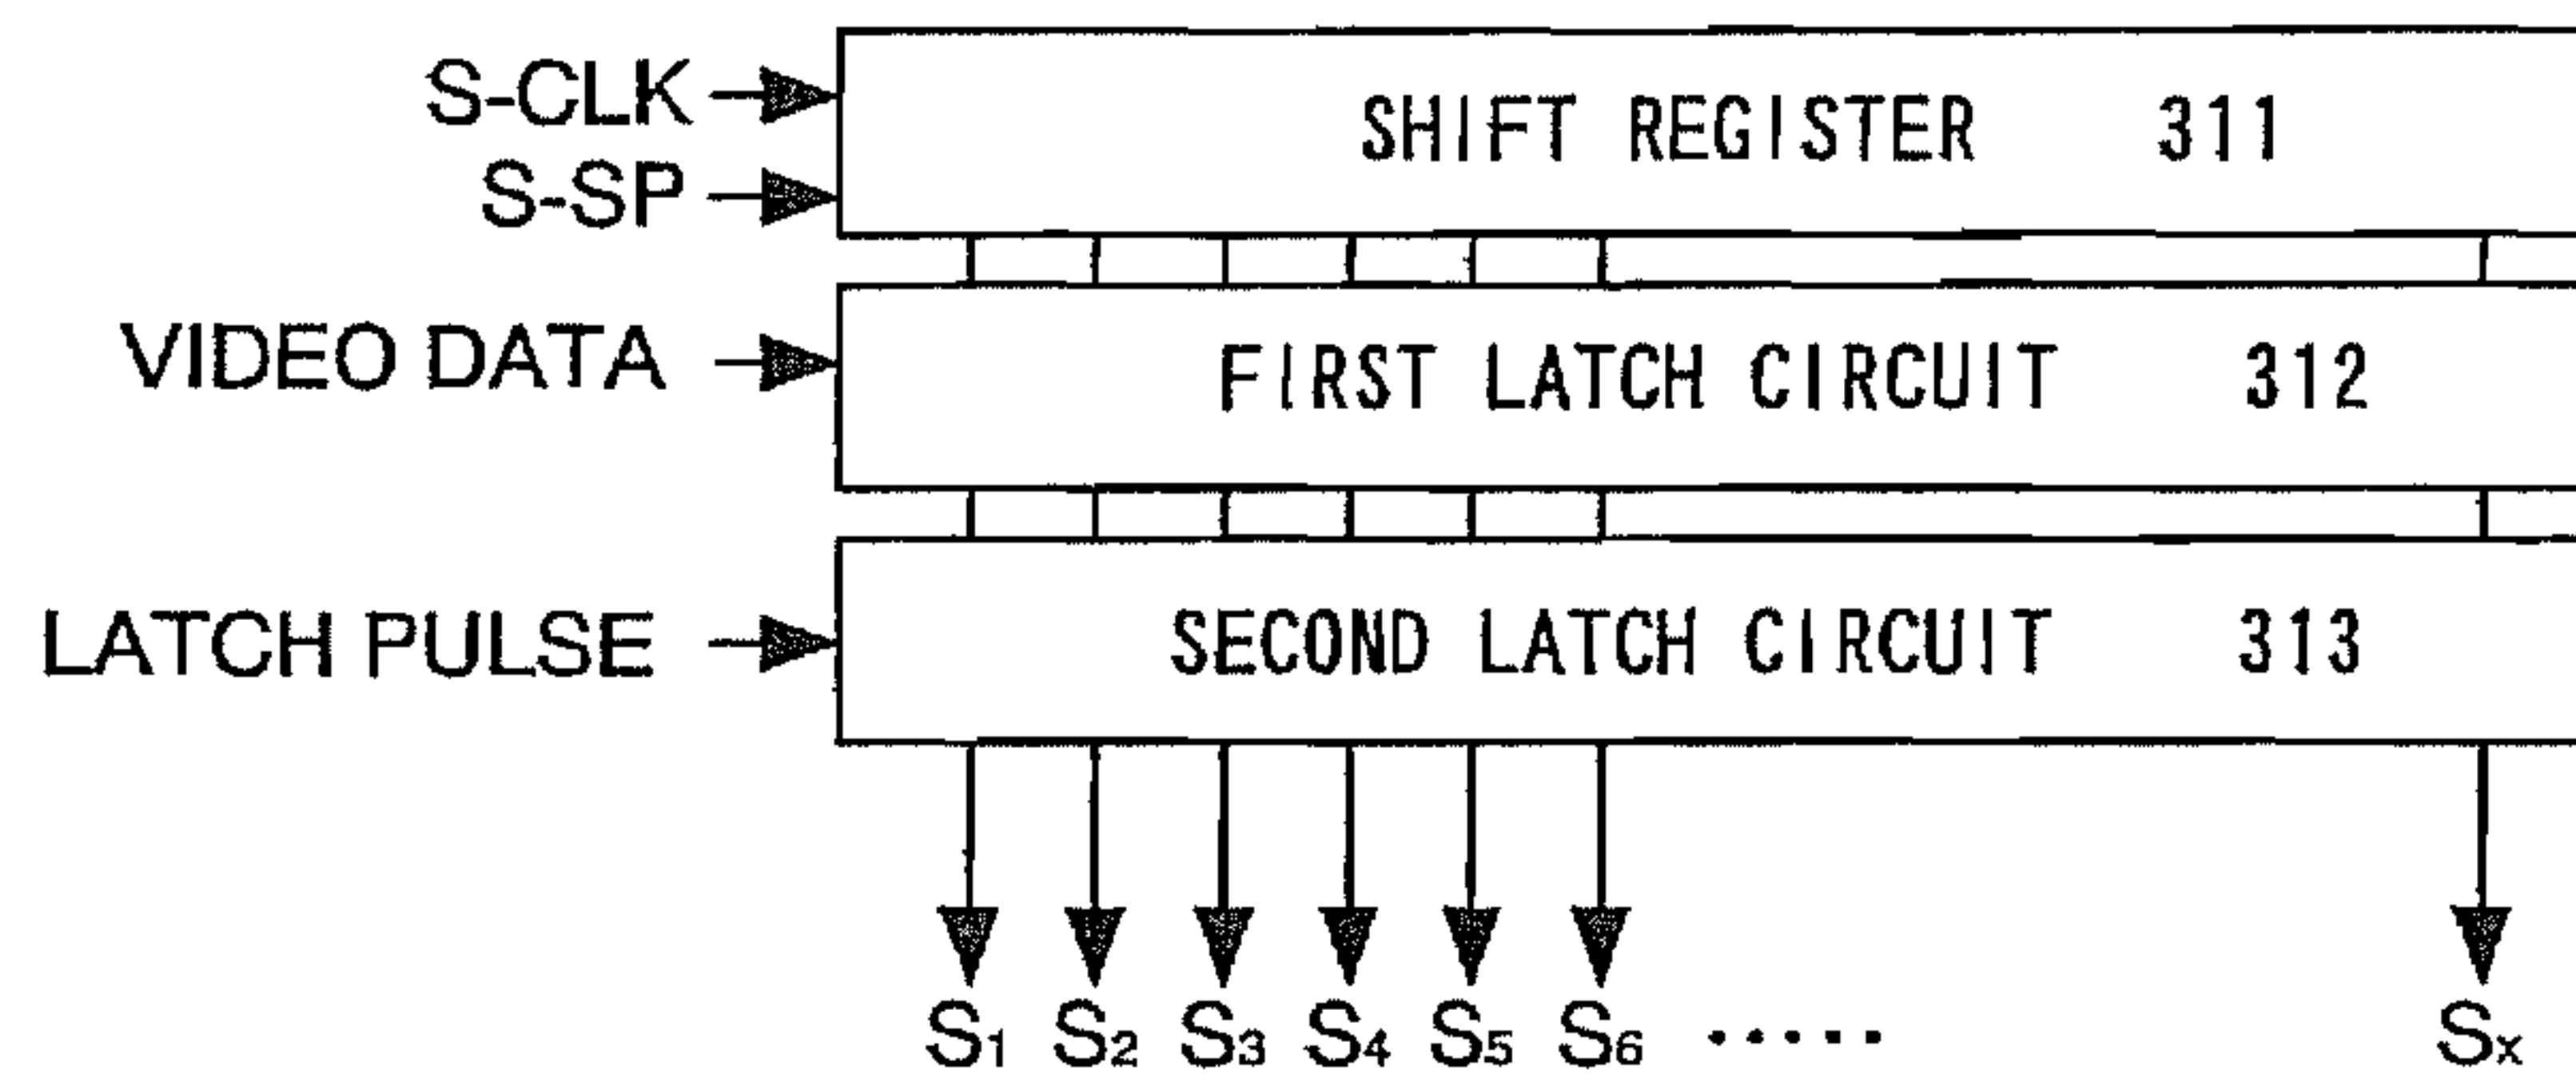 S-CLK
SHIFT REGISTER 311
S-SP
VIDEO DATA
FIRST LATCH CIRCUIT 312
LATCH PULSE
SECOND LATCH CIRCUIT 313
S1 S2 S3 S4 S5 S6 ····· Sx